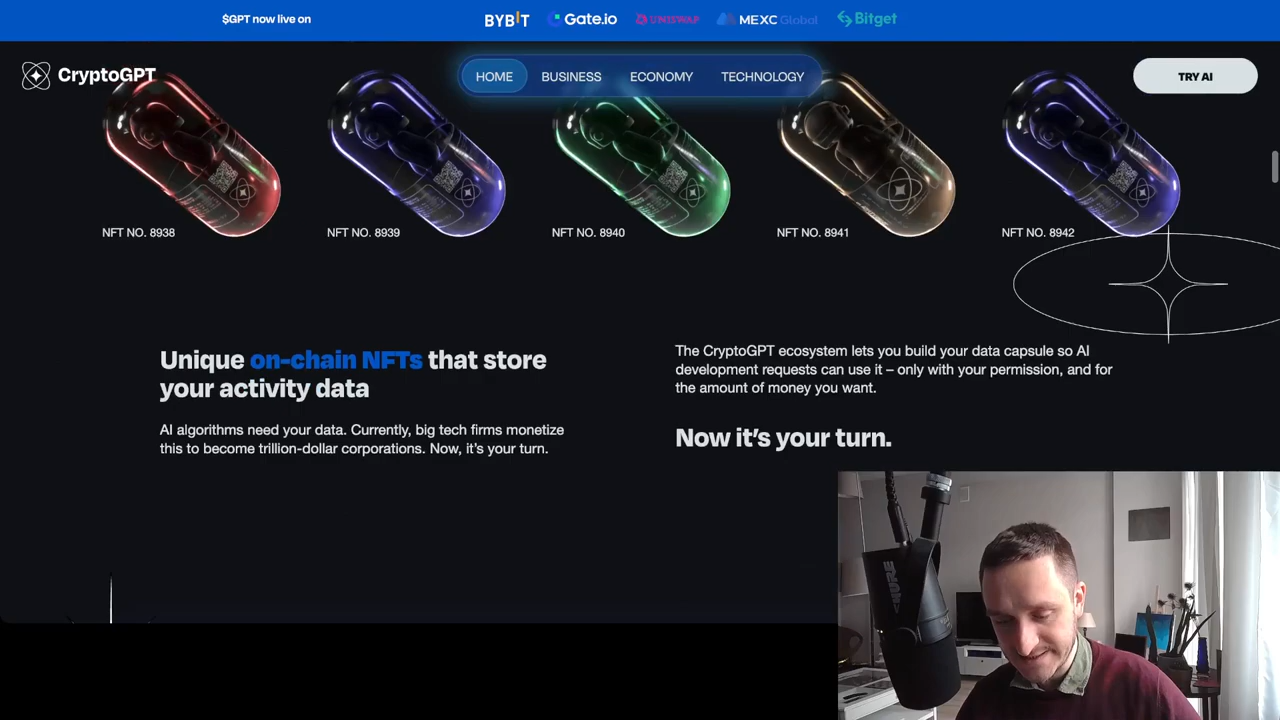 $GPT now live on
BYBIT
Gate.io
UNISWAP
MEXC Global
Bitget
CryptoGPT
HOME
BUSINESS
ECONOMY
TECHNOLOGY
TRY AI
NFT NO. 8938
NFT NO. 8939
NFT NO. 8940
NFT NO. 8941
NFT NO. 8942
Unique on-chain NFTs that store
your activity data
AI algorithms need your data. Currently, big tech firms monetize
this to become trillion-dollar corporations. Now, it's your turn.
The CryptoGPT ecosystem lets you build your data capsule so AI
development requests can use it – only with your permission, and for
the amount of money you want.
Now it's your turn.
SHURE